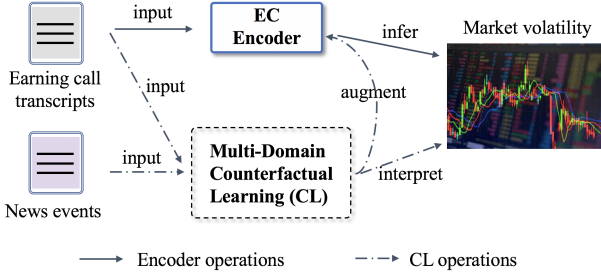 input
EC
Encoder
infer
Market volatility
Earning call
transcripts
input
augment
input
Multi-Domain
Counterfactual
Learning (CL)
interpret
News events
Encoder operations
CL operations